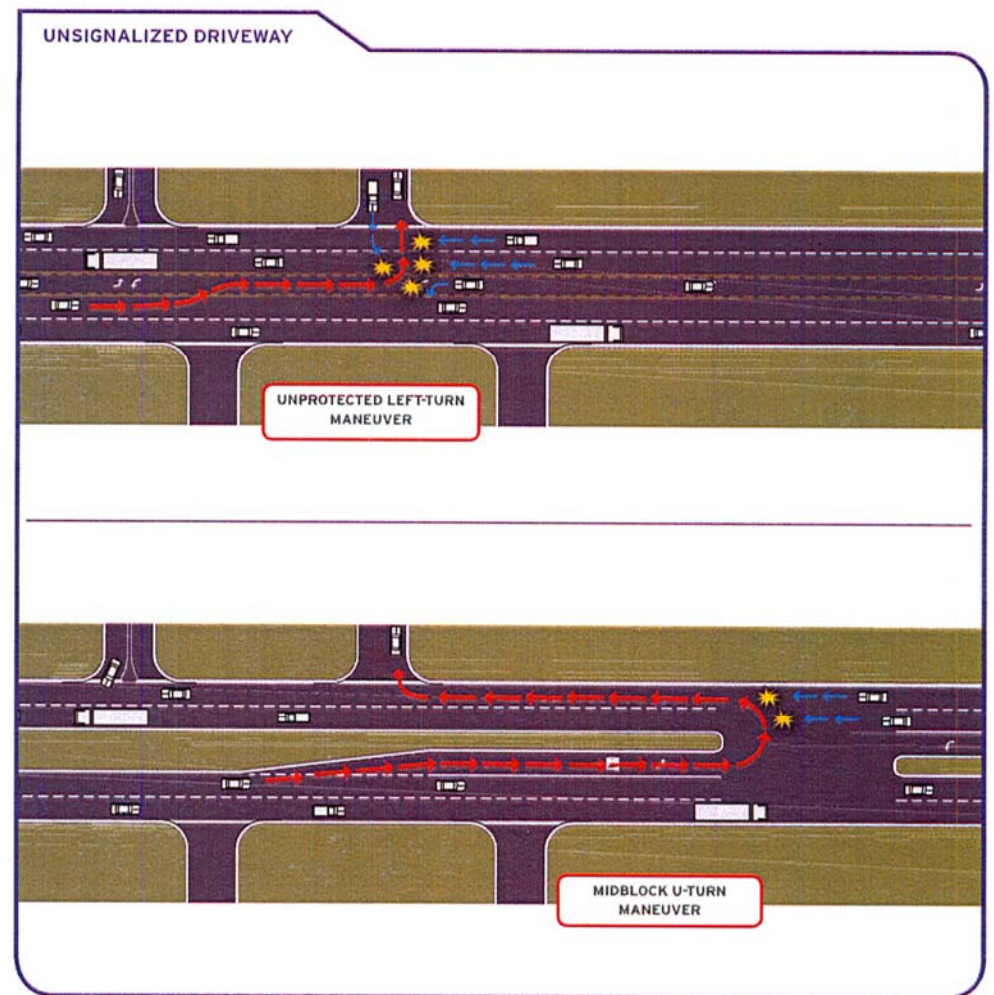 UNSIGNALIZED DRIVEWAY
UNPROTECTED LEFT-TURN
MANEUVER
MIDBLOCK U-TURN
MANEUVER